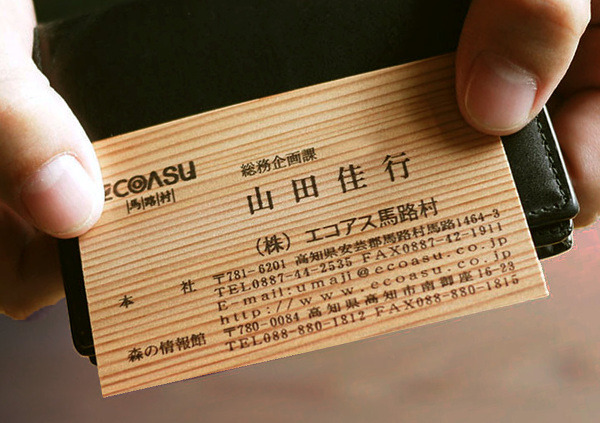 ECOASU
馬路村
総務企画課
山田佳行
(株) エコアス馬路村
本社 〒781-6201 高知県安芸郡馬路村馬路1464-3
TEL0887-44-2535 FAX0887-42-1911
E-mail:umaji@ecoasu.co.jp
http://www.ecoasu.co.jp
森の情報館 〒780-0084 高知県高知市南御座16-23
TEL088-880-1812 FAX088-880-1815